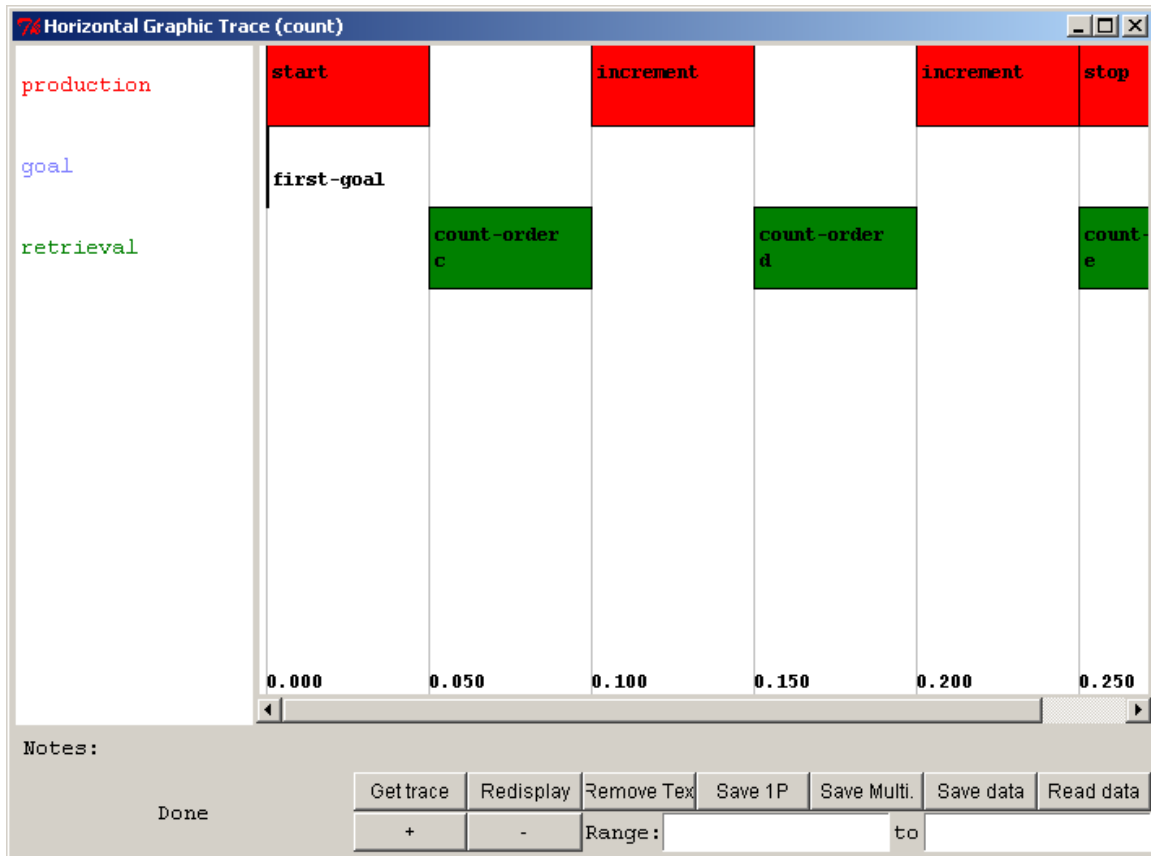 Horizontal Graphic Trace (count)
production
goal
retrieval
start
increment
increment
stop
first-goal
count-order
c
count-order
d
count-
e
0.000 0.050 0.100 0.150 0.200 0.250
Notes:
Done
Get trace Redisplay Remove Tex Save 1P Save Multi. Save data Read data
+ - Range: to